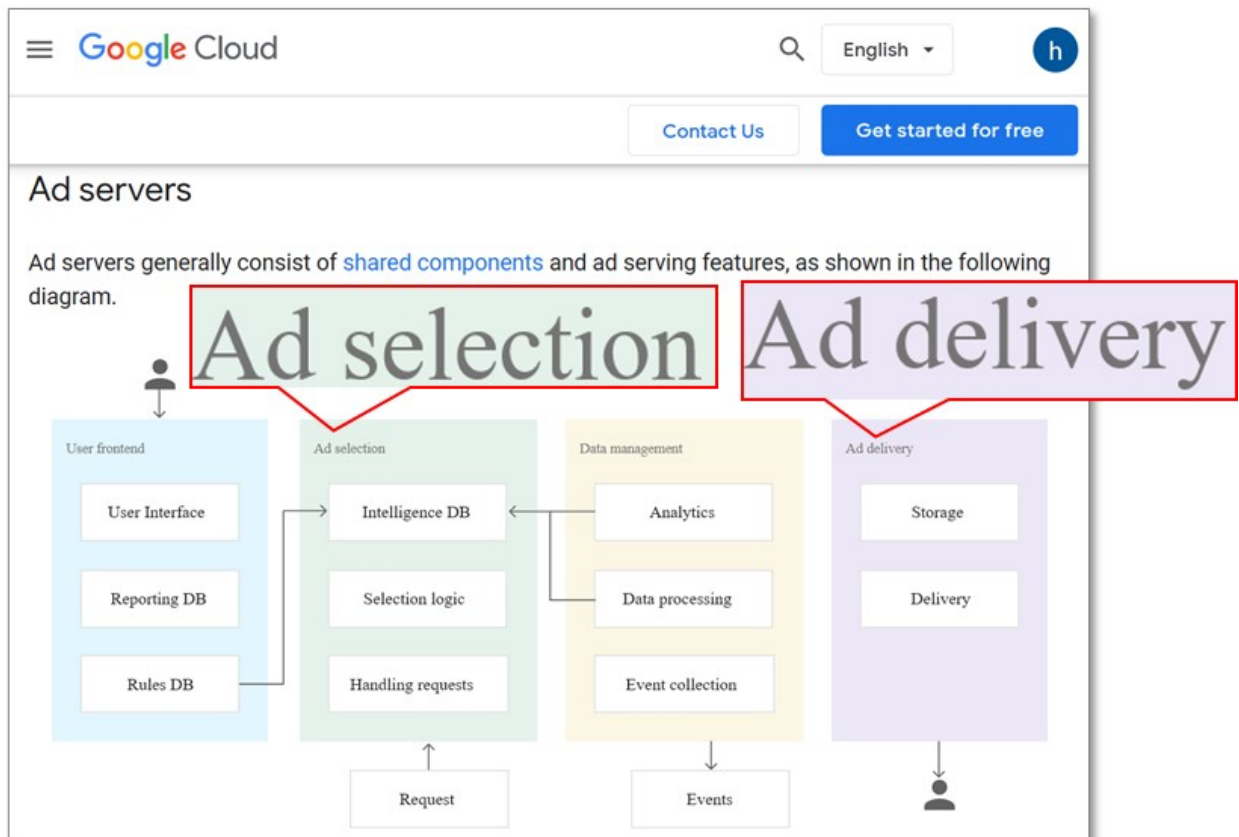 Google Cloud
English
h
Contact Us
Get started for free
Ad servers
Ad servers generally consist of shared components and ad serving features, as shown in the following
diagram.
Ad selection
Ad delivery
User frontend
User Interface
Reporting DB
Rules DB
Ad selection
Intelligence DB
Selection logic
Handling requests
Request
Data management
Analytics
Data processing
Event collection
Events
Ad delivery
Storage
Delivery